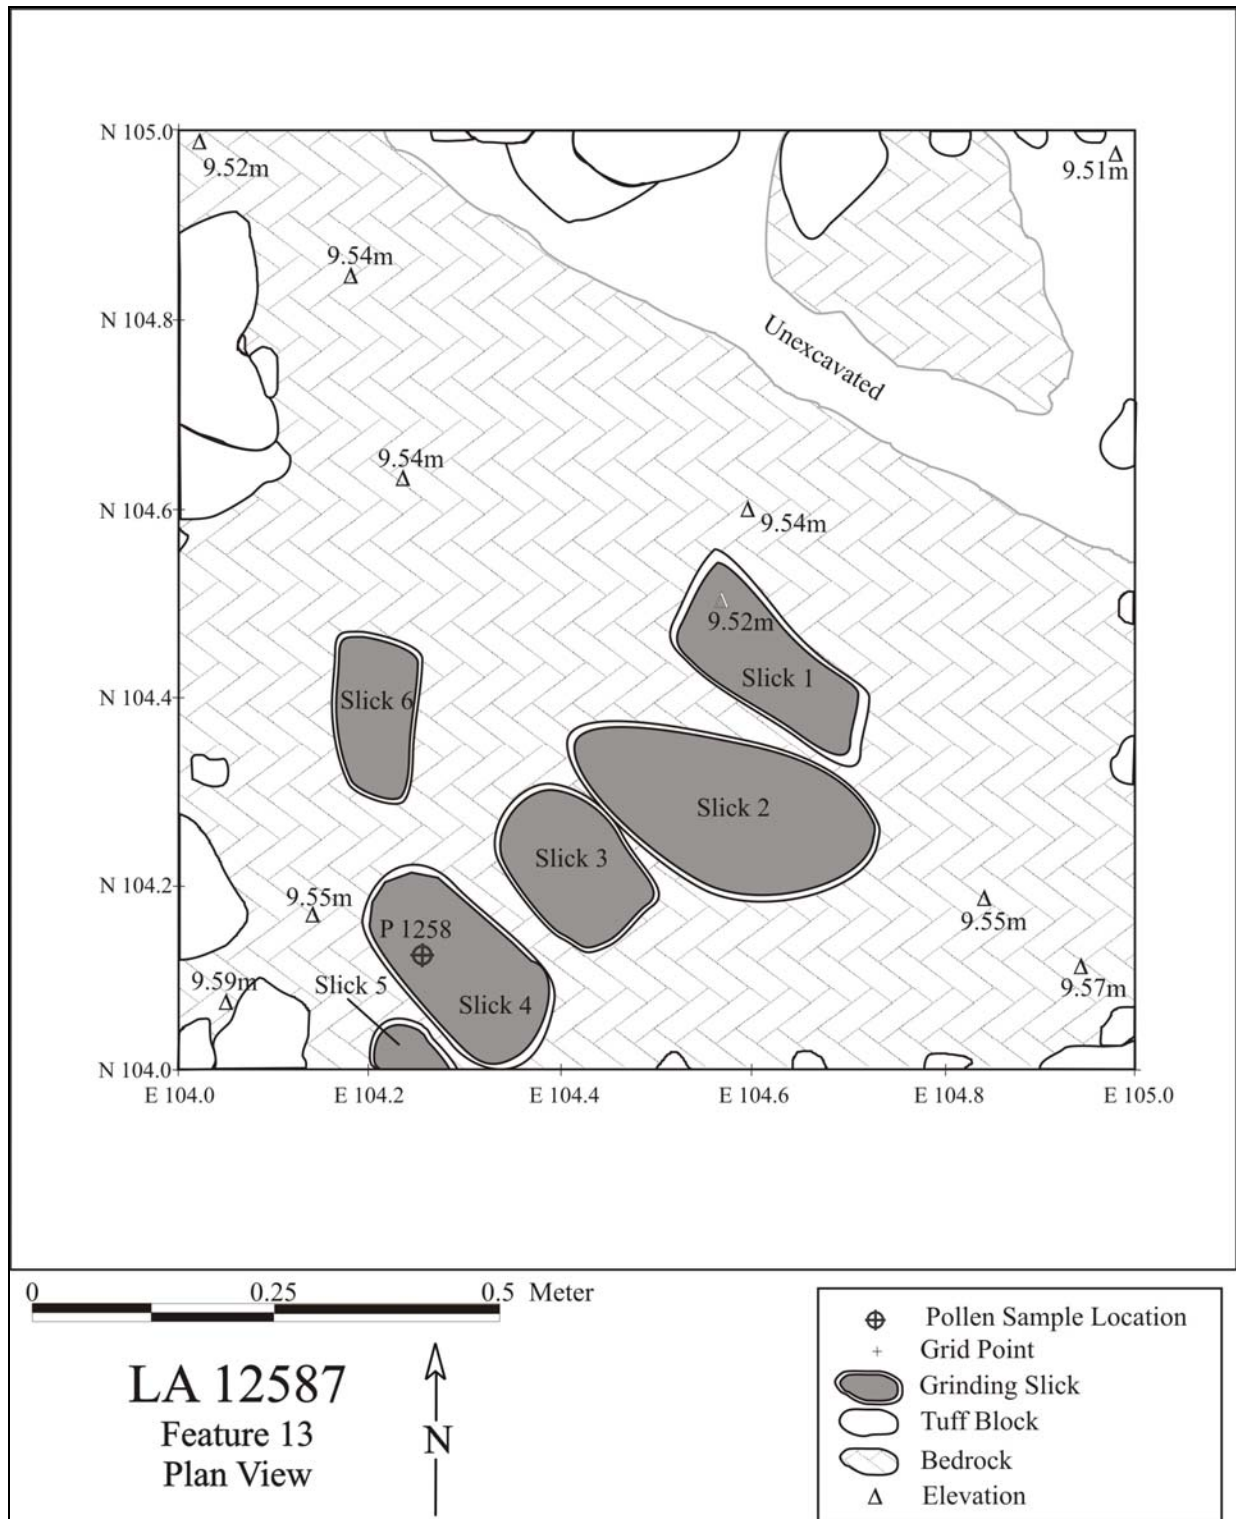 N 105.0
9.52m
9.51m
9.54m
N 104.8
Unexcavated
9.54m
N 104.6
9.54m
9.52m
Slick 1
N 104.4
Slick 6
Slick 2
Slick 3
N 104.2
9.55m
9.55m
P 1258
9.59m
Slick 5
9.57m
Slick 4
N 104.0
E 104.0 E 104.2 E 104.4 E 104.6 E 104.8 E 105.0
0 0.25 0.5 Meter
LA 12587
Feature 13
Plan View
N
Pollen Sample Location
Grid Point
Grinding Slick
Tuff Block
Bedrock
Elevation